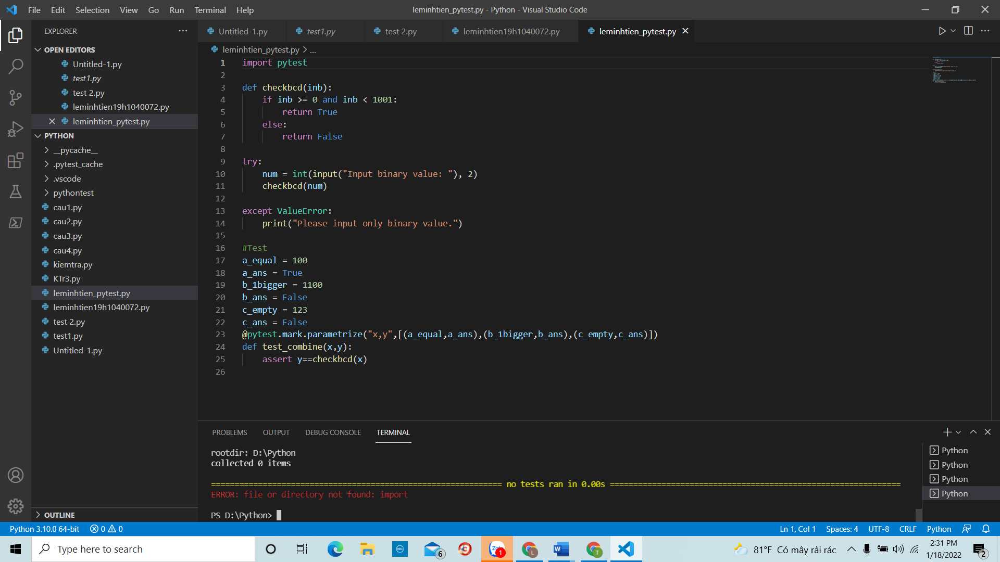 File Edit Selection View Go Run Terminal Help
leminhtien_pytest.py - Python - Visual Studio Code
EXPLORER
OPEN EDITORS
Untitled-1.py
test1.py
test 2.py
leminhtien19h1040072.py
leminhtien_pytest.py
PYTHON
__pycache__
.pytest_cache
.vscode
pythontest
cau1.py
cau2.py
cau3.py
cau4.py
kiemtra.py
KTr3.py
leminhtien_pytest.py
leminhtien19h1040072.py
test 2.py
test1.py
Untitled-1.py
OUTLINE
Untitled-1.py test1.py test 2.py leminhtien19h1040072.py leminhtien_pytest.py
leminhtien_pytest.py > ...
1 import pytest
2
3 def checkbcd(inb):
4 if inb >= 0 and inb < 1001:
5 return True
6 else:
7 return False
8
9 try:
10 num = int(input("Input binary value: "), 2)
11 checkbcd(num)
12
13 except ValueError:
14 print("Please input only binary value.")
15
16 #Test
17 a_equal = 100
18 a_ans = True
19 b_1bigger = 1100
20 b_ans = False
21 c_empty = 123
22 c_ans = False
23 @pytest.mark.parametrize("x,y",[(a_equal,a_ans),(b_1bigger,b_ans),(c_empty,c_ans)])
24 def test_combine(x,y):
25 assert y==checkbcd(x)
26
PROBLEMS OUTPUT DEBUG CONSOLE TERMINAL
rootdir: D:\Python
collected 0 items
============================================================== no tests ran in 0.00s ==============================================================
ERROR: file or directory not found: import
PS D:\Python>
Python
Python
Python
Python
Python 3.10.0 64-bit 0 0
Ln 1, Col 1 Spaces: 4 UTF-8 CRLF Python
Type here to search
6
1
81°F Có mây rải rác
2:31 PM
1/18/2022
2